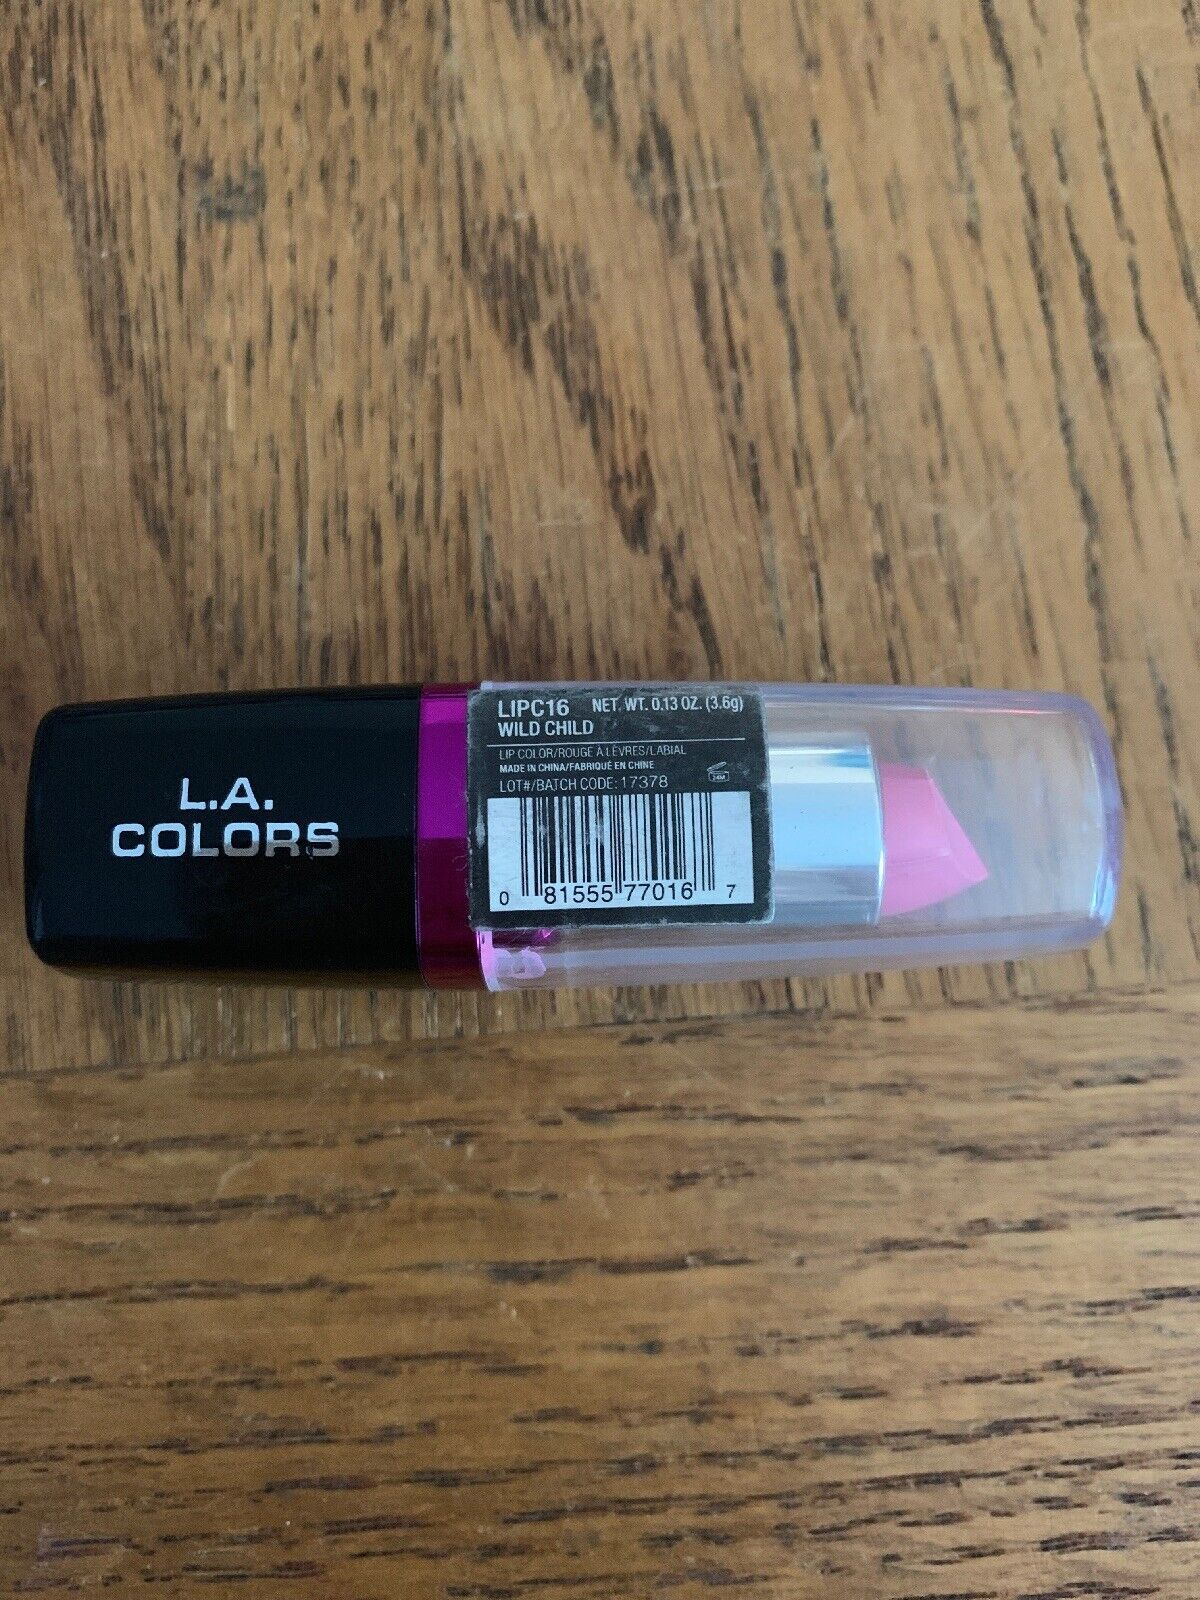 L.A.
COLORS
LIPC16 NET. WT. 0.13 OZ. (3.6g)
WILD CHILD
LIP COLOR/ROUGE À LÈVRES/LABIAL
MADE IN CHINA/FABRIQUÉ EN CHINE
LOT#/BATCH CODE: 17378
24M
0 81555 77016 7